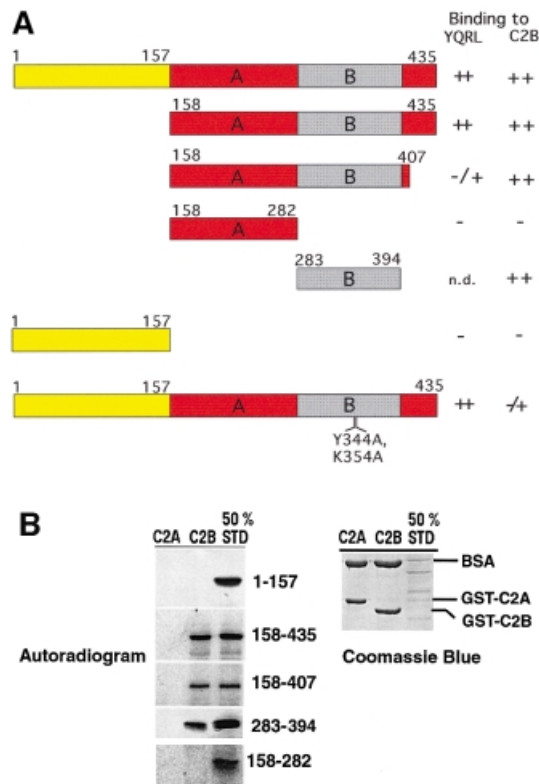 A
Binding to
YQRL C2B
1 157 A B 435 ++ ++
158 A B 435 ++ ++
158 A B 407 -/+ ++
158 A 282 - -
283 B 394 n.d. ++
1 157 - -
1 157 A B 435 ++ -/+
Y344A,
K354A
B
50 %
C2A C2B STD
1-157
158-435
158-407
283-394
158-282
Autoradiogram
50 %
C2A C2B STD
BSA
GST-C2A
GST-C2B
Coomassie Blue